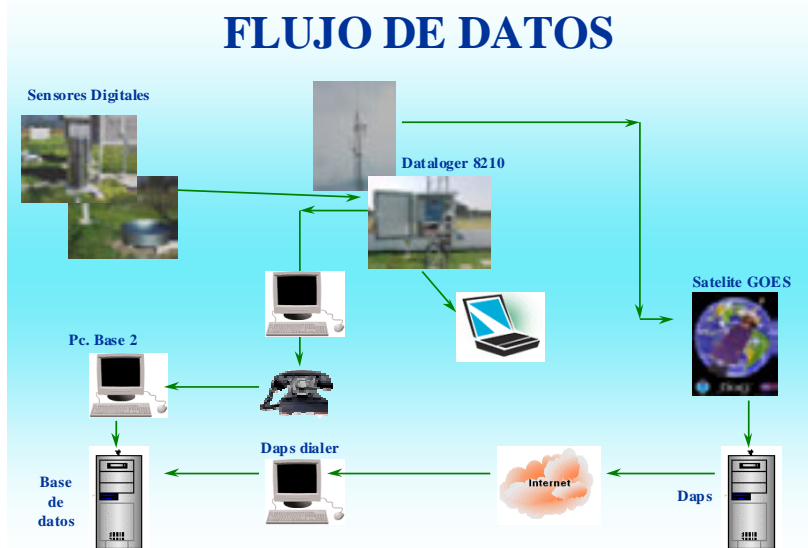 FLUJO DE DATOS
Sensores Digitales
Dataloger 8210
Satelite GOES
Pc. Base 2
Daps dialer
Internet
Base
de
datos
Daps